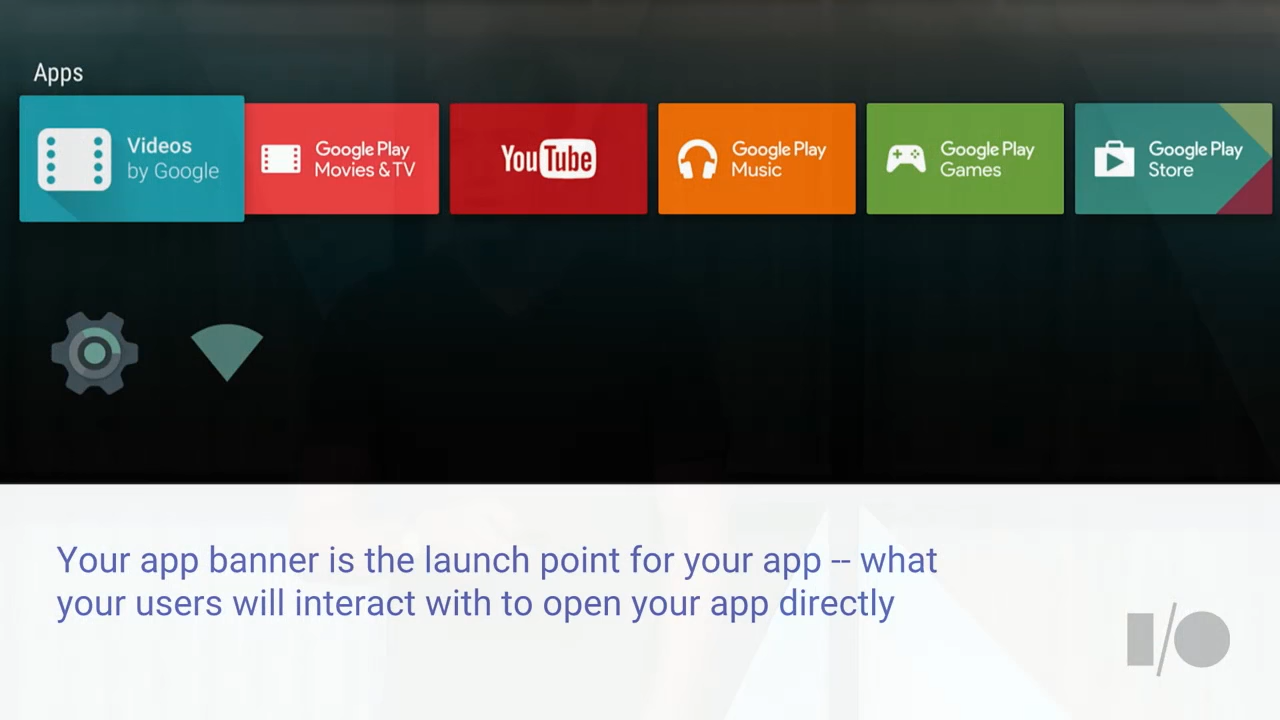 Apps
Videos
by Google
Google Play
Movies & TV
YouTube
Google Play
Music
Google Play
Games
Google Play
Store
Your app banner is the launch point for your app -- what
your users will interact with to open your app directly
I/O